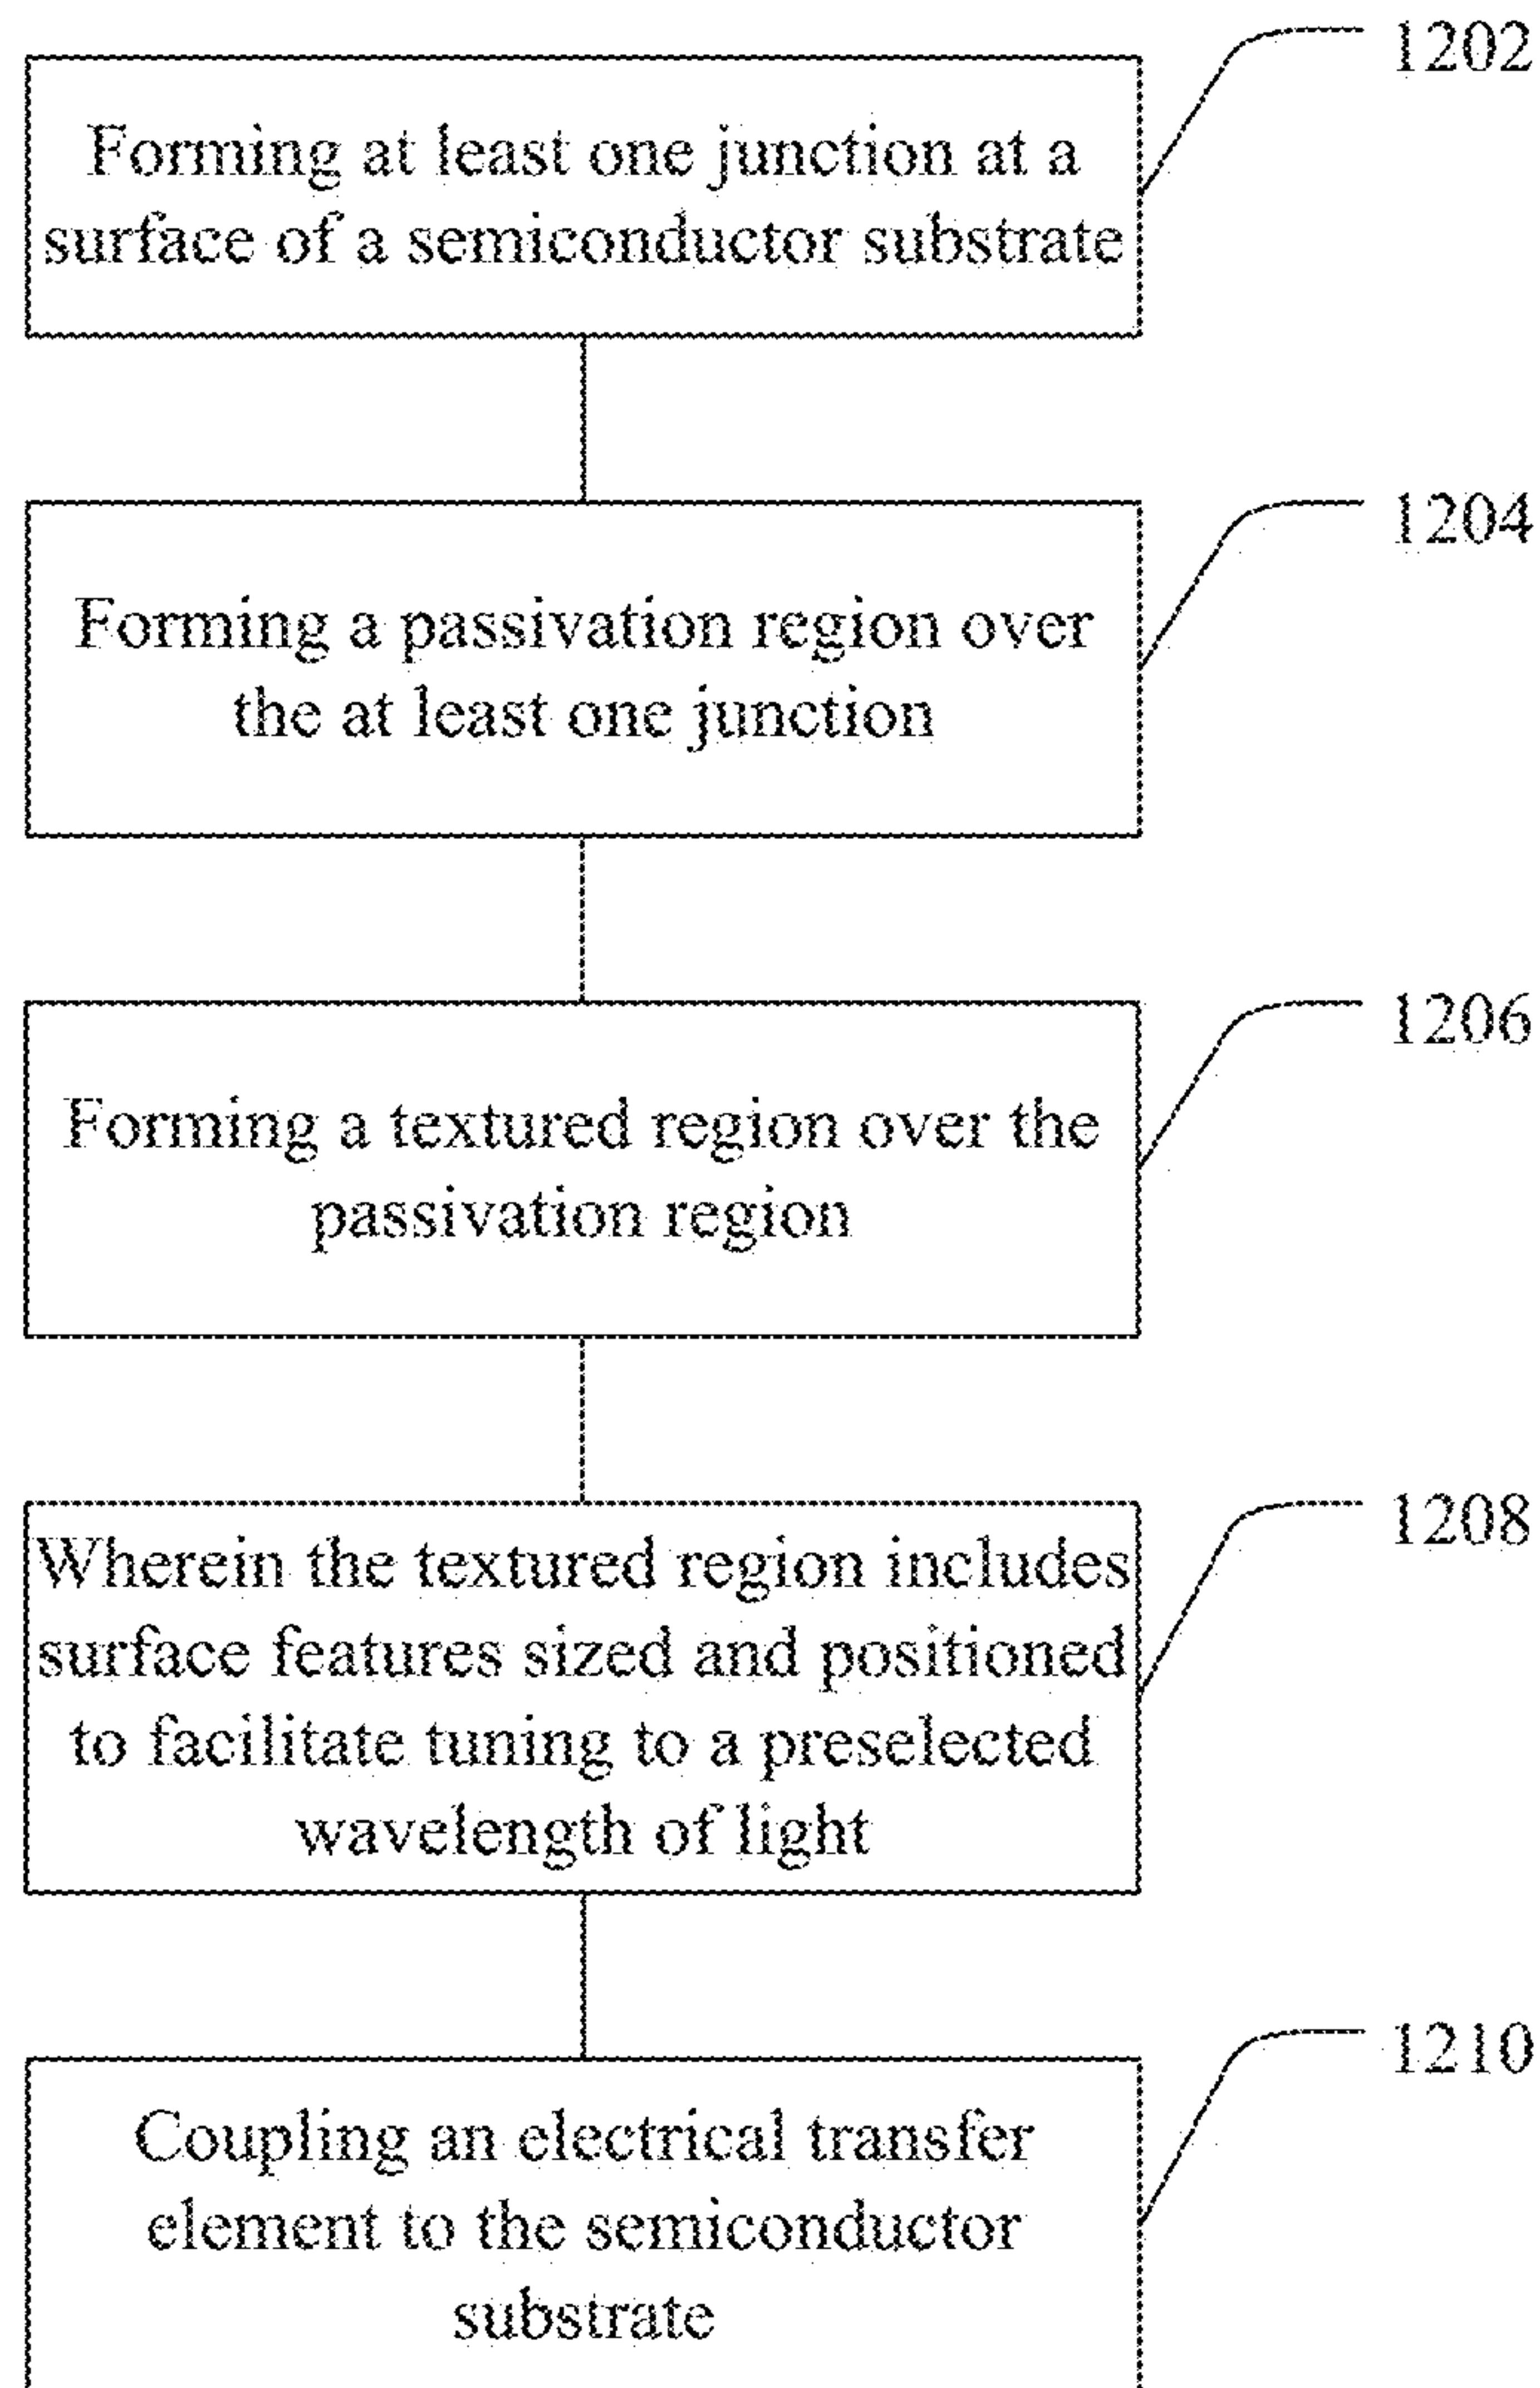 1202
Forming at least one junction at a
surface of a semiconductor substrate
1204
Forming a passivation region over
the at least one junction
1206
Forming a textured region over the
passivation region
1208
Wherein the textured region includes
surface features sized and positioned
to facilitate tuning to a preselected
wavelength of light
1210
Coupling an electrical transfer
element to the semiconductor
substrate